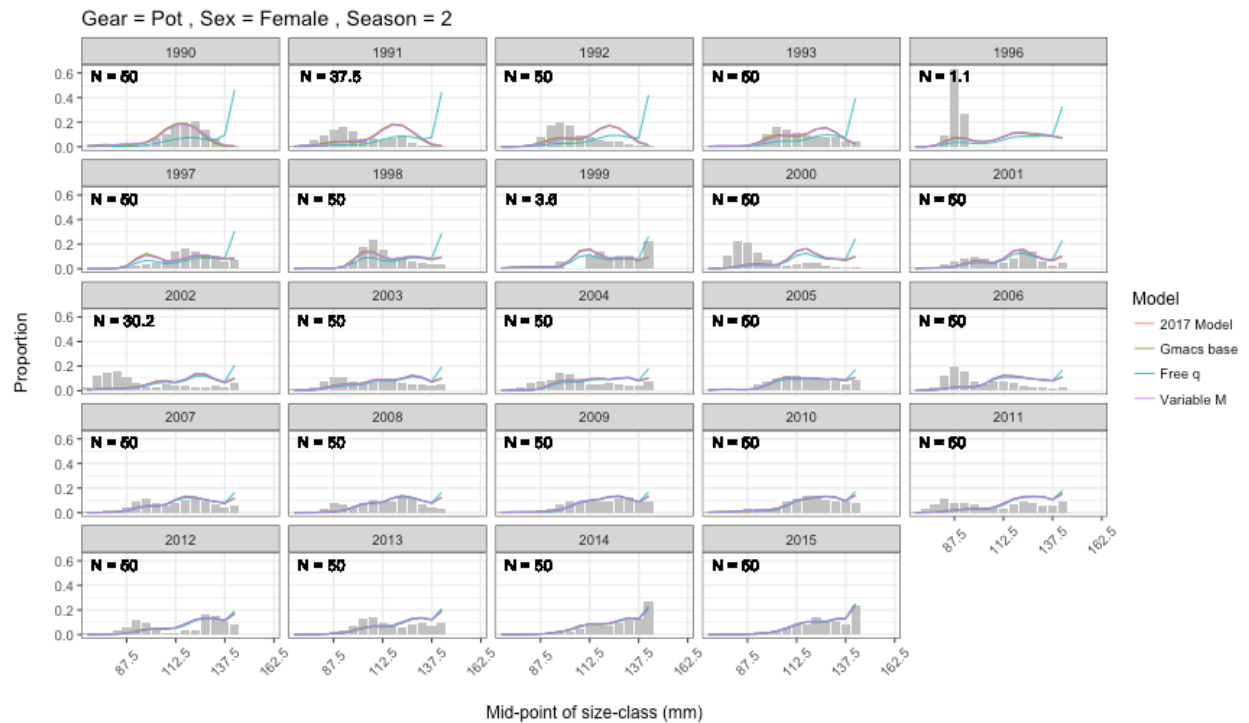 Gear = Pot , Sex = Female , Season = 2
1990 1991 1992 1993 1996
N = 50 N = 37.5 N = 50 N = 50 N = 1.1
0.6
0.4
0.2
0.0
1997 1998 1999 2000 2001
N = 50 N = 50 N = 3.6 N = 50 N = 50
0.6
0.4
0.2
0.0
2002 2003 2004 2005 2006
N = 30.2 N = 50 N = 50 N = 50 N = 50
0.6
0.4
0.2
0.0
2007 2008 2009 2010 2011
N = 50 N = 50 N = 50 N = 50 N = 50
0.6
0.4
0.2
0.0
87.5 112.5 137.5 162.5
2012 2013 2014 2015
N = 50 N = 50 N = 50 N = 50
0.6
0.4
0.2
0.0
87.5 112.5 137.5 162.5 87.5 112.5 137.5 162.5 87.5 112.5 137.5 162.5 87.5 112.5 137.5 162.5
Proportion
Mid-point of size-class (mm)
Model
2017 Model
Gmacs base
Free q
Variable M